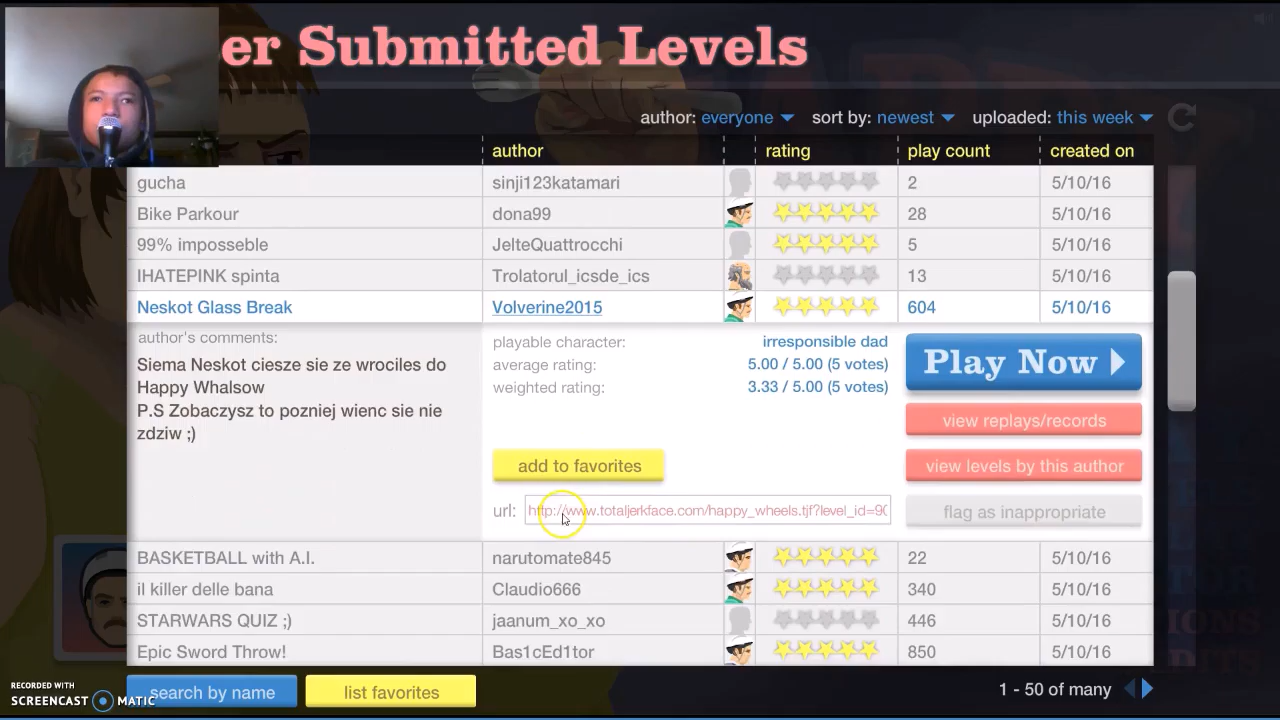 er Submitted Levels
author: everyone sort by: newest uploaded: this week
author rating play count created on
gucha sinji123katamari 2 5/10/16
Bike Parkour dona99 28 5/10/16
99% imposseble JelteQuattrocchi 5 5/10/16
IHATEPINK spinta Trolatorul_icsde_ics 13 5/10/16
Neskot Glass Break Volverine2015 604 5/10/16
author's comments:
Siema Neskot ciesze sie ze wrociles do
Happy Whalsow
P.S Zobaczysz to pozniej wienc sie nie
zdziw ;)
playable character: irresponsible dad
average rating: 5.00 / 5.00 (5 votes)
weighted rating: 3.33 / 5.00 (5 votes)
add to favorites
url: http://www.totaljerkface.com/happy_wheels.tjf?level_id=9
Play Now
view replays/records
view levels by this author
flag as inappropriate
BASKETBALL with A.I. narutomate845 22 5/10/16
il killer delle bana Claudio666 340 5/10/16
STARWARS QUIZ ;) jaanum_xo_xo 446 5/10/16
Epic Sword Throw! Bas1cEd1tor 850 5/10/16
search by name list favorites 1 - 50 of many
RECORDED WITH
SCREENCAST MATIC